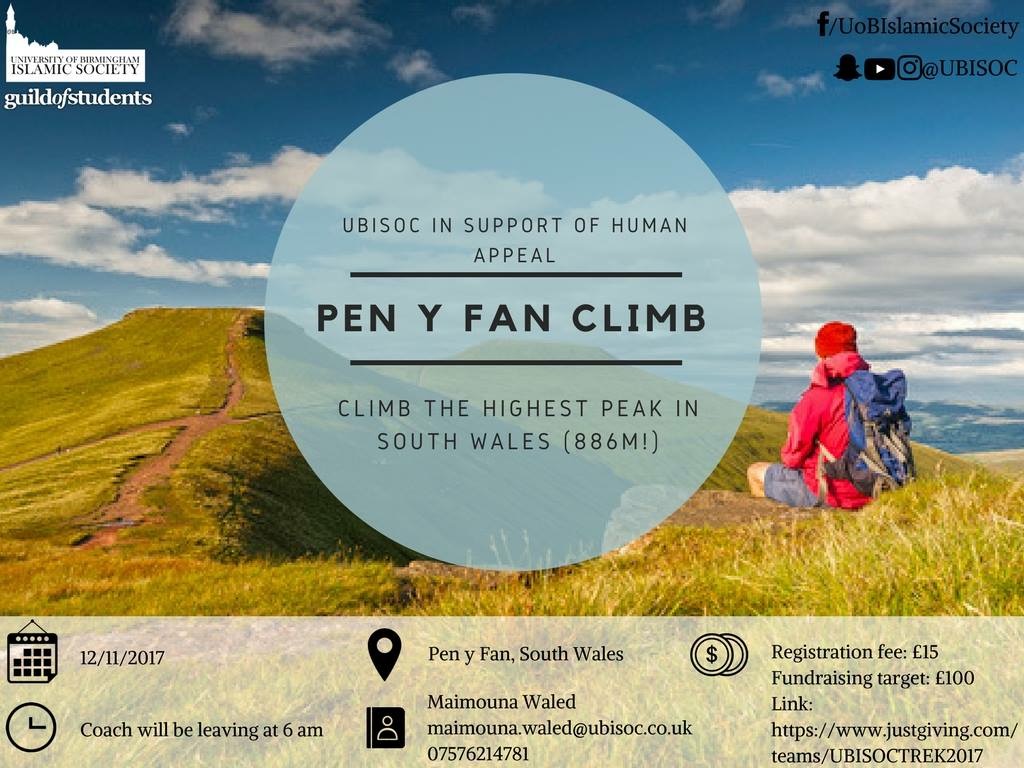 UNIVERSITY OF BIRMINGHAM
ISLAMIC SOCIETY
guildofstudents
/UoBIslamicSociety
@UBISOC
UBISOC IN SUPPORT OF HUMAN
APPEAL
PEN Y FAN CLIMB
CLIMB THE HIGHEST PEAK IN
SOUTH WALES (886M!)
12/11/2017
Coach will be leaving at 6 am
Pen y Fan, South Wales
Maimouna Waled
maimouna.waled@ubisoc.co.uk
07576214781
Registration fee: £15
Fundraising target: £100
Link:
https://www.justgiving.com/
teams/UBISOCTREK2017